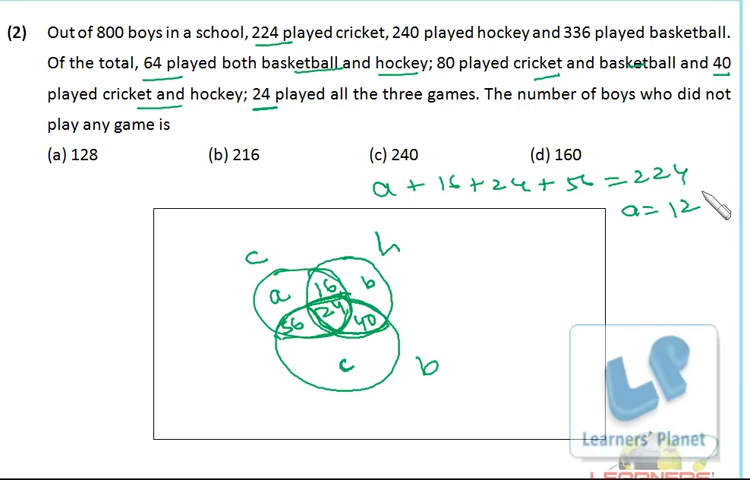 (2) Out of 800 boys in a school, 224 played cricket, 240 played hockey and 336 played basketball.
Of the total, 64 played both basketball and hockey; 80 played cricket and basketball and 40
played cricket and hockey; 24 played all the three games. The number of boys who did not
play any game is
(a) 128 (b) 216 (c) 240 (d) 160
a + 16 + 24 + 56 = 224
a = 12
h
c
a 16 b
56 24 40
c b
LP
Learners' Planet
LEARNERS'